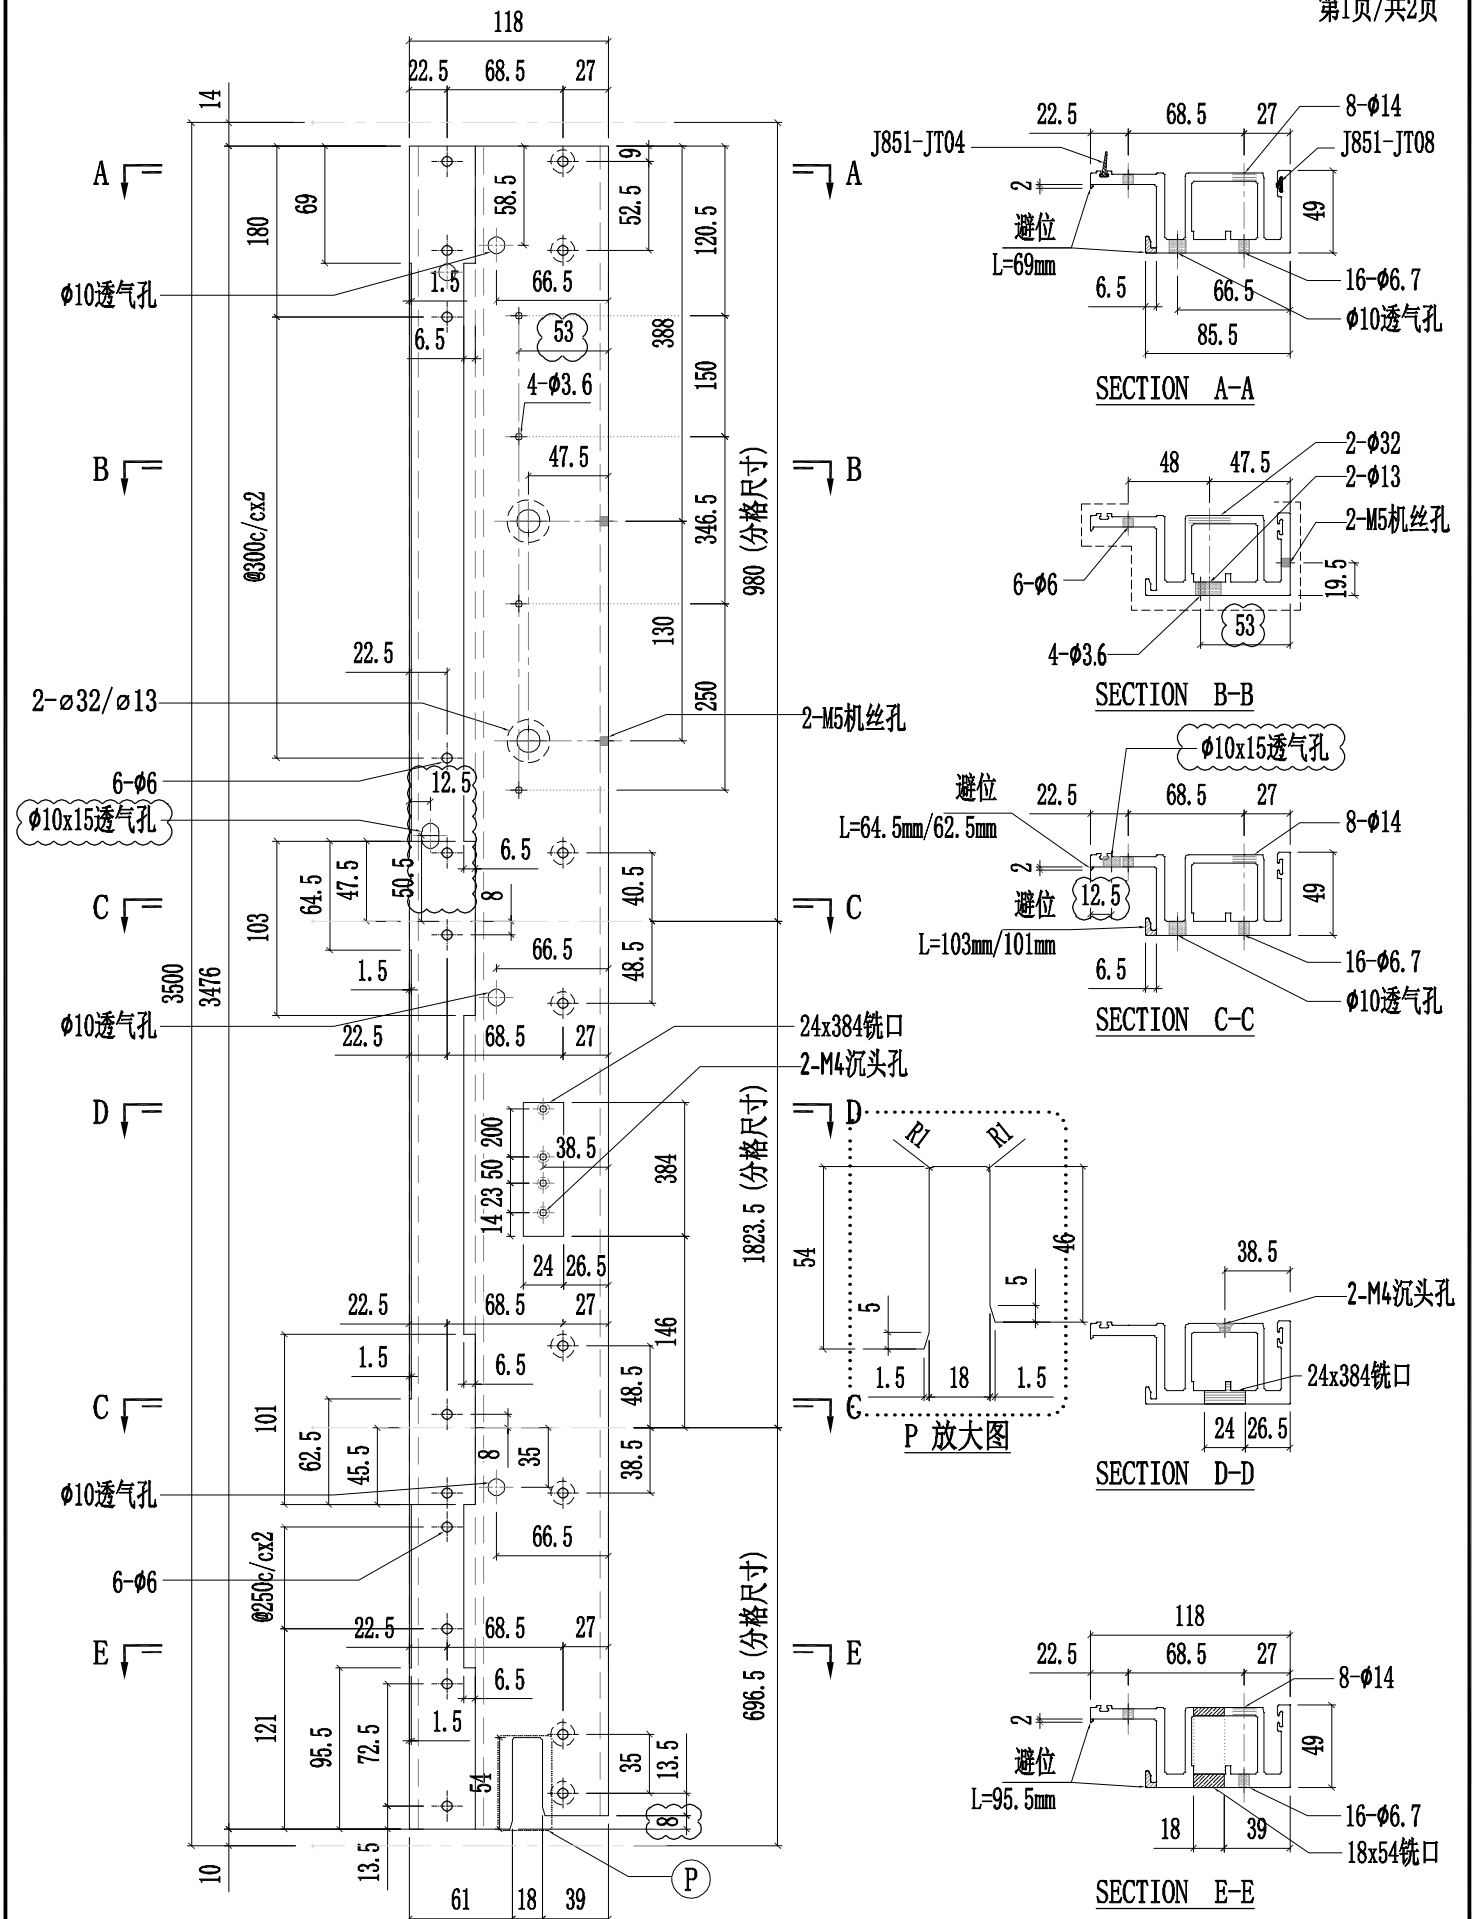 第1页/共2页
118
22.5 68.5 27
14
A A
9
58.5
52.5
69
180
120.5
ϕ10透气孔
1.5
66.5
388
6.5
53
4-ϕ3.6
150
B B
47.5
@300c/cx2
346.5
980 (分格尺寸)
130
22.5
250
2-⌀32/⌀13
2-M5机丝孔
6-ϕ6
12.5
ϕ10x15透气孔
6.5
64.5
47.5
50.5
8
40.5
C C
103
66.5
48.5
1.5
3500
3476
ϕ10透气孔
22.5 68.5 27
24x384铣口
2-M4沉头孔
D D
200
50
23
14
38.5
384
1823.5 (分格尺寸)
24 26.5
22.5 68.5 27
146
1.5
6.5
48.5
C C
101
62.5
45.5
8
35
38.5
ϕ10透气孔
66.5
@250c/cx2
6-ϕ6
696.5 (分格尺寸)
22.5 68.5 27
E E
6.5
1.5
121
95.5
72.5
54
35
13.5
8
10
13.5
P
61 18 39
22.5 68.5 27
8-ϕ14
J851-JT04
J851-JT08
2
49
避位
L=69mm
6.5
66.5
16-ϕ6.7
ϕ10透气孔
85.5
SECTION A-A
2-ϕ32
48 47.5
2-ϕ13
2-M5机丝孔
6-ϕ6
19.5
53
4-ϕ3.6
SECTION B-B
ϕ10x15透气孔
避位
22.5 68.5 27
L=64.5mm/62.5mm
8-ϕ14
2
12.5
49
避位
L=103mm/101mm
6.5
16-ϕ6.7
ϕ10透气孔
SECTION C-C
R1 R1
54
46
5
5
1.5 18 1.5
P 放大图
38.5
2-M4沉头孔
24x384铣口
24 26.5
SECTION D-D
118
22.5 68.5 27
8-ϕ14
2
49
避位
L=95.5mm
16-ϕ6.7
18 39
18x54铣口
SECTION E-E